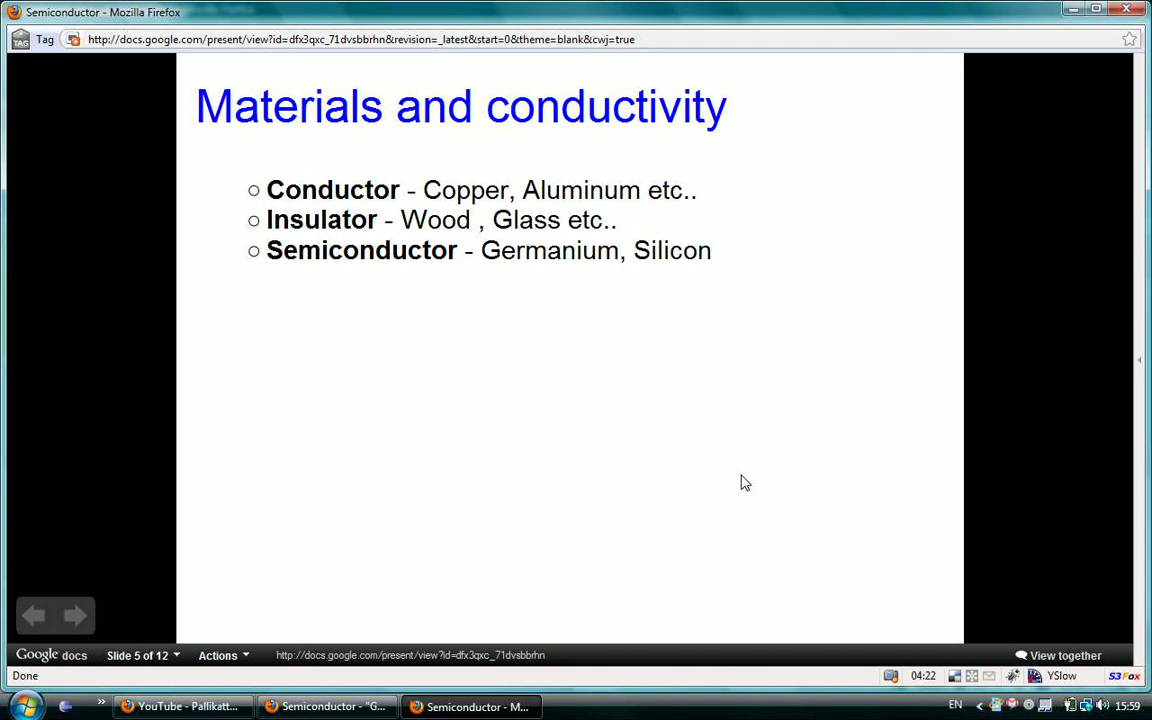 Semiconductor - Mozilla Firefox
TAG Tag http://docs.google.com/present/view?id=dfx3qxc_71dvsbbrhn&revision=_latest&start=0&theme=blank&cwj=true
Materials and conductivity
Conductor - Copper, Aluminum etc..
Insulator - Wood , Glass etc..
Semiconductor - Germanium, Silicon
Google docs Slide 5 of 12 Actions http://docs.google.com/present/view?id=dfx3qxc_71dvsbbrhn View together
Done 04:22 YSlow S3Fox
YouTube - Pallikatt... Semiconductor - "G... Semiconductor - M... EN 15:59